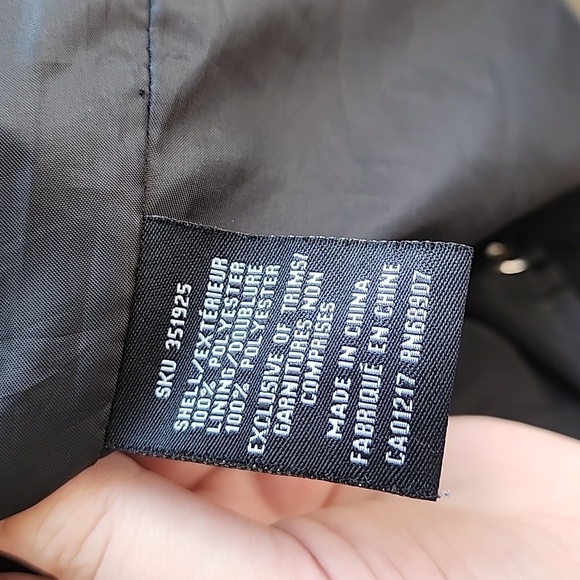 SKU 351925
SHELL/EXTÉRIEUR
100% POLYESTER
LINING/DOUBLURE
100% POLYESTER
EXCLUSIVE OF TRIMS/
GARNITURES NON
COMPRISES
MADE IN CHINA
FABRIQUÉ EN CHINE
CA01217 RN68907